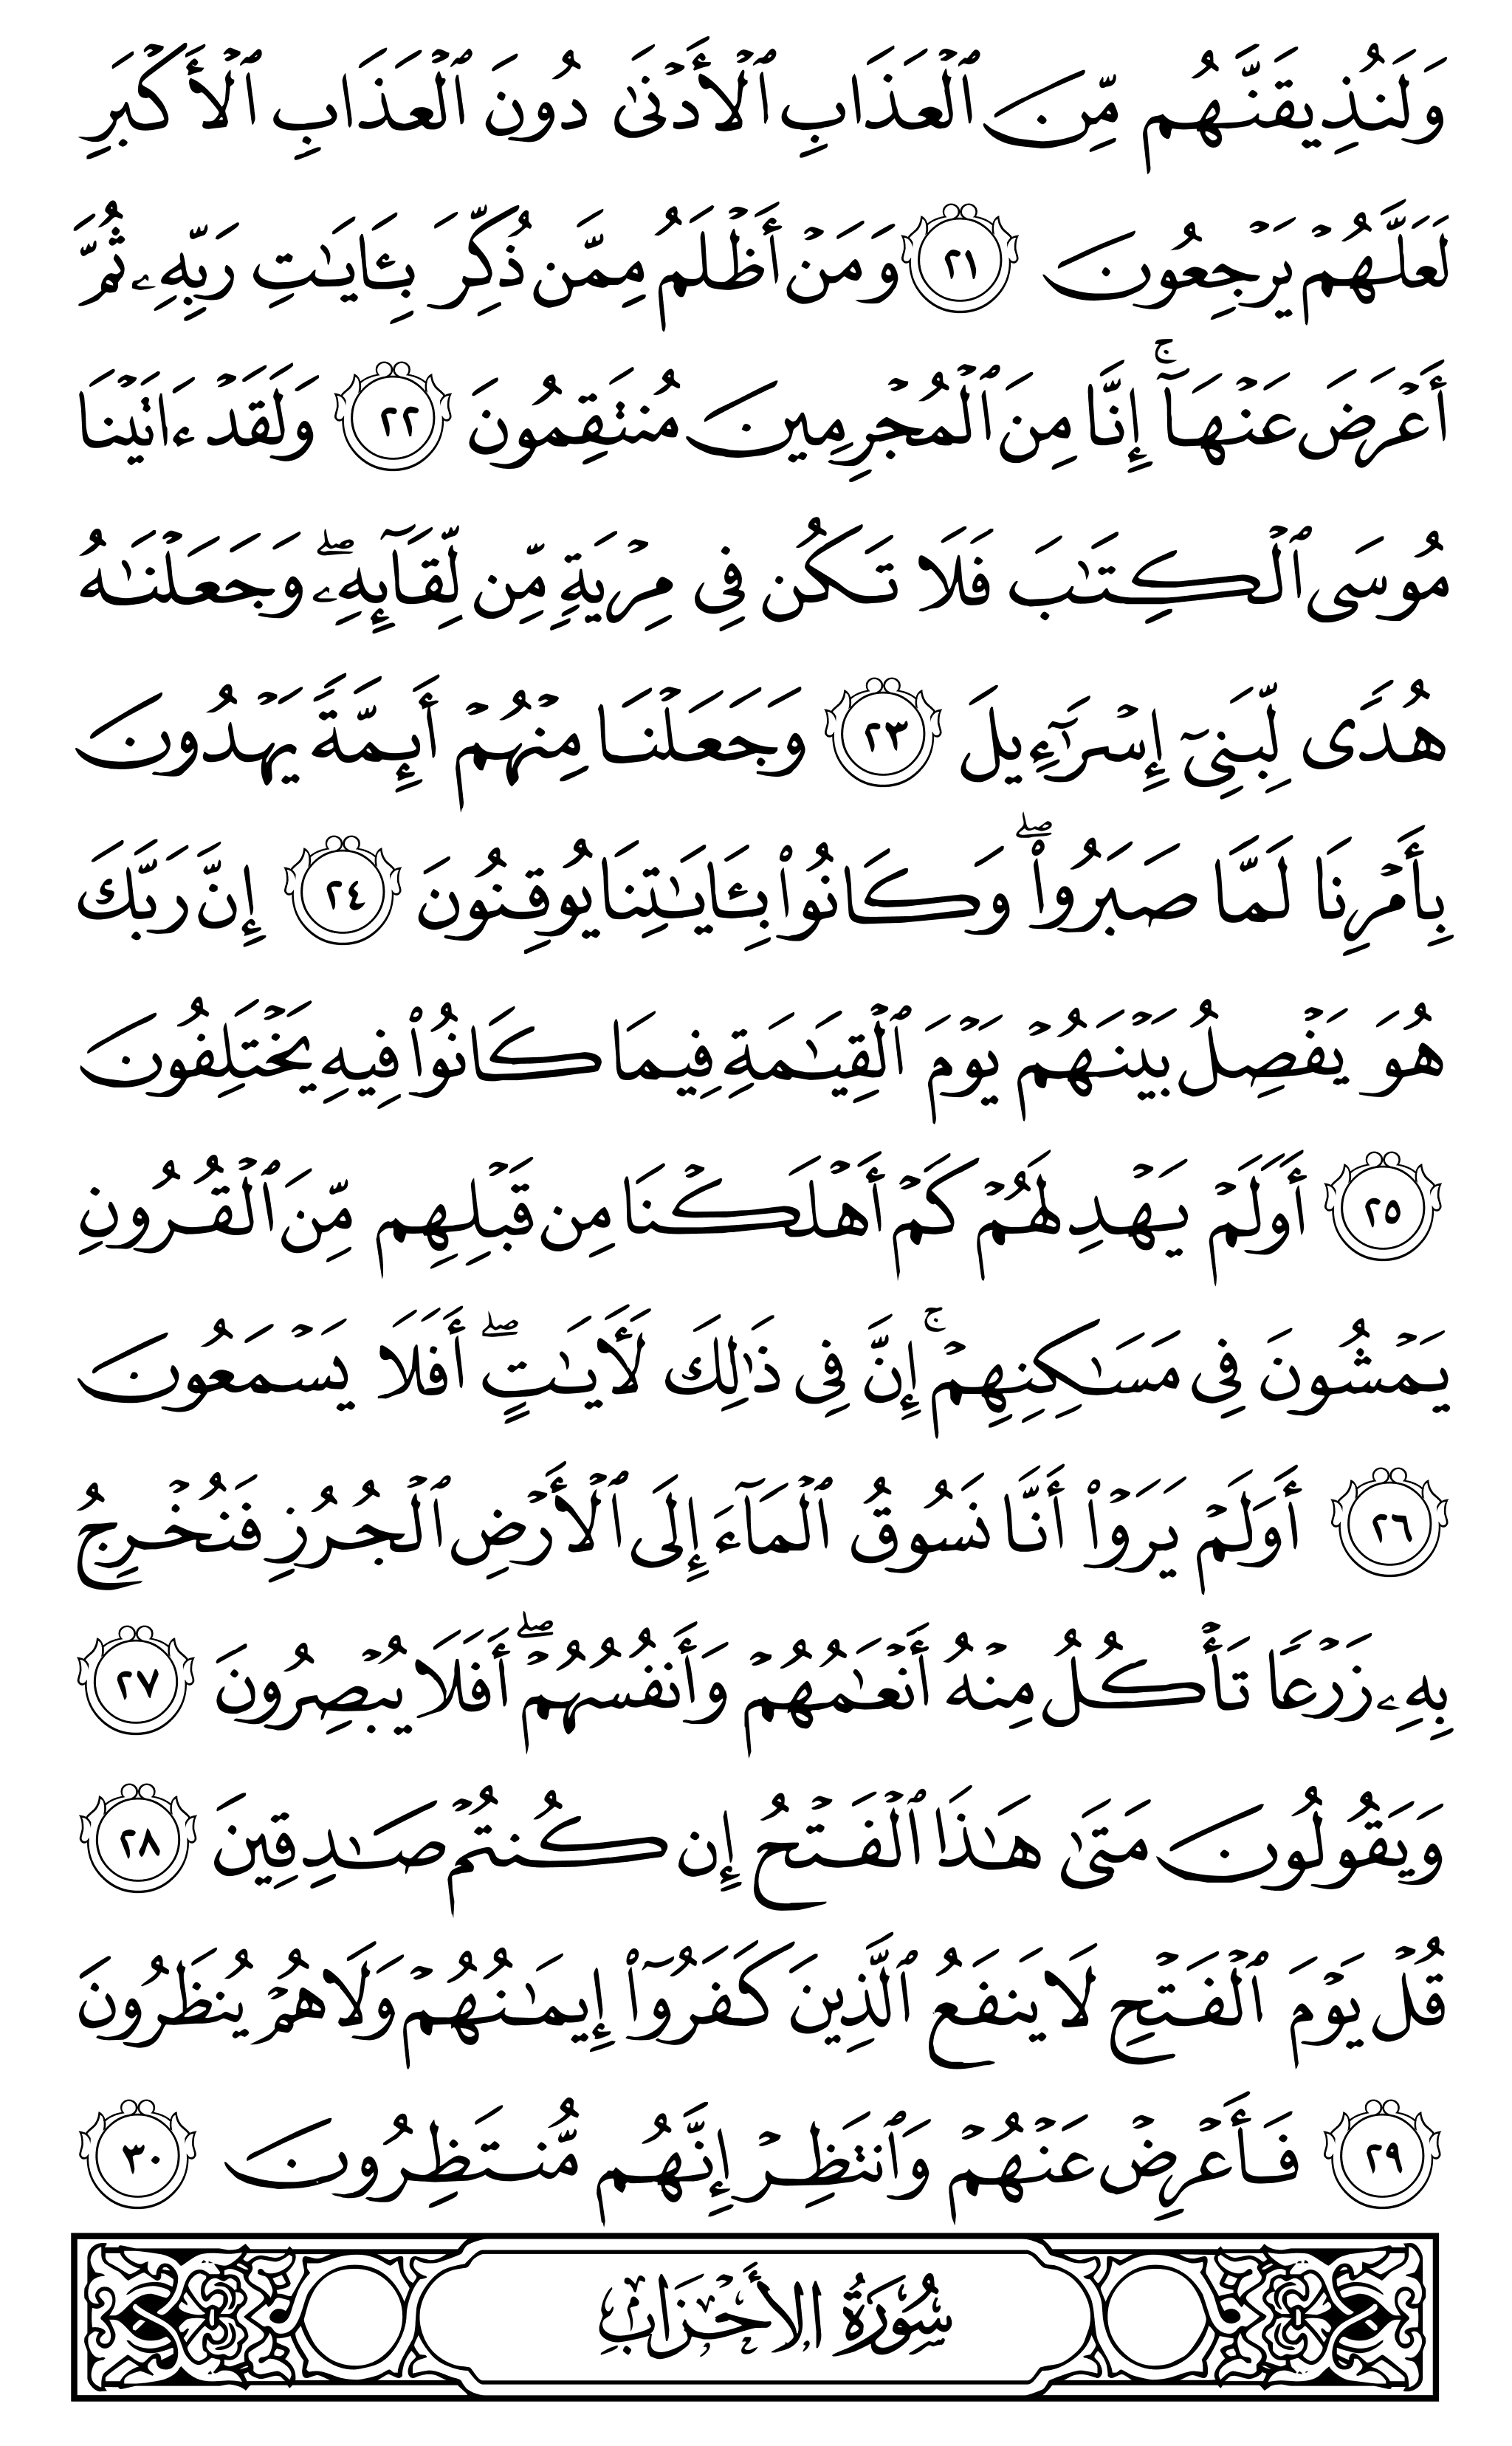 وَلَنُذِيقَنَّهُم مِّنَ ٱلۡعَذَابِ ٱلۡأَدۡنَىٰ دُونَ ٱلۡعَذَابِ ٱلۡأَكۡبَرِ
لَعَلَّهُمۡ يَرۡجِعُونَ ٢١ وَمَنۡ أَظۡلَمُ مِمَّن ذُكِّرَ بِـَٔايَٰتِ رَبِّهِۦ ثُمَّ
أَعۡرَضَ عَنۡهَآۚ إِنَّا مِنَ ٱلۡمُجۡرِمِينَ مُنتَقِمُونَ ٢٢ وَلَقَدۡ ءَاتَيۡنَا
مُوسَى ٱلۡكِتَٰبَ فَلَا تَكُن فِي مِرۡيَةٖ مِّن لِّقَآئِهِۦۖ وَجَعَلۡنَٰهُ
هُدٗى لِّبَنِيٓ إِسۡرَٰٓءِيلَ ٢٣ وَجَعَلۡنَا مِنۡهُمۡ أَئِمَّةٗ يَهۡدُونَ
بِأَمۡرِنَا لَمَّا صَبَرُواْۖ وَكَانُواْ بِـَٔايَٰتِنَا يُوقِنُونَ ٢٤ إِنَّ رَبَّكَ
هُوَ يَفۡصِلُ بَيۡنَهُمۡ يَوۡمَ ٱلۡقِيَٰمَةِ فِيمَا كَانُواْ فِيهِ يَخۡتَلِفُونَ
٢٥ أَوَلَمۡ يَهۡدِ لَهُمۡ كَمۡ أَهۡلَكۡنَا مِن قَبۡلِهِم مِّنَ ٱلۡقُرُونِ
يَمۡشُونَ فِي مَسَٰكِنِهِمۡۚ إِنَّ فِي ذَٰلِكَ لَأٓيَٰتٍۖ أَفَلَا يَسۡمَعُونَ
٢٦ أَوَلَمۡ يَرَوۡاْ أَنَّا نَسُوقُ ٱلۡمَآءَ إِلَى ٱلۡأَرۡضِ ٱلۡجُرُزِ فَنُخۡرِجُ
بِهِۦ زَرۡعٗا تَأۡكُلُ مِنۡهُ أَنۡعَٰمُهُمۡ وَأَنفُسُهُمۡۖ أَفَلَا يُبۡصِرُونَ ٢٧
وَيَقُولُونَ مَتَىٰ هَٰذَا ٱلۡفَتۡحُ إِن كُنتُمۡ صَٰدِقِينَ ٢٨
قُلۡ يَوۡمَ ٱلۡفَتۡحِ لَا يَنفَعُ ٱلَّذِينَ كَفَرُوٓاْ إِيمَٰنُهُمۡ وَلَا هُمۡ يُنظَرُونَ
٢٩ فَأَعۡرِضۡ عَنۡهُمۡ وَٱنتَظِرۡ إِنَّهُم مُّنتَظِرُونَ ٣٠
سُورَةُ الأَحْزَابِ